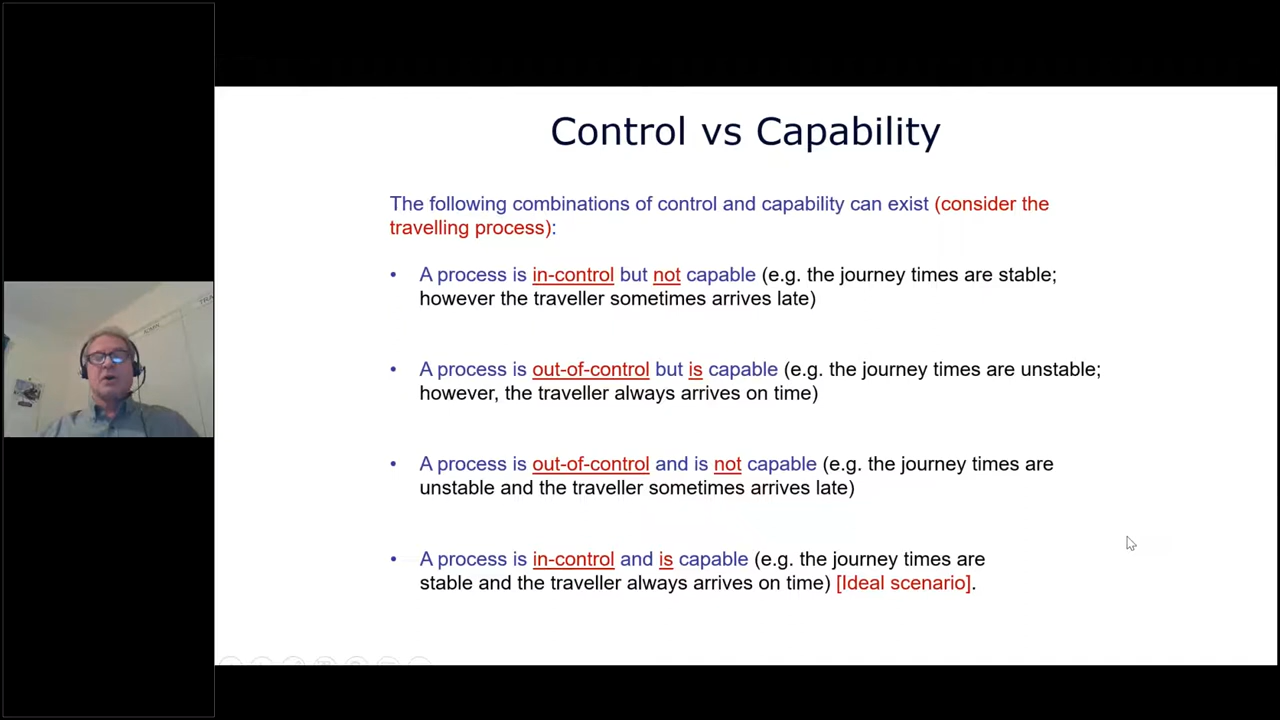 Control vs Capability
The following combinations of control and capability can exist (consider the
travelling process):
• A process is in-control but not capable (e.g. the journey times are stable;
however the traveller sometimes arrives late)
• A process is out-of-control but is capable (e.g. the journey times are unstable;
however, the traveller always arrives on time)
• A process is out-of-control and is not capable (e.g. the journey times are
unstable and the traveller sometimes arrives late)
• A process is in-control and is capable (e.g. the journey times are
stable and the traveller always arrives on time) [Ideal scenario].